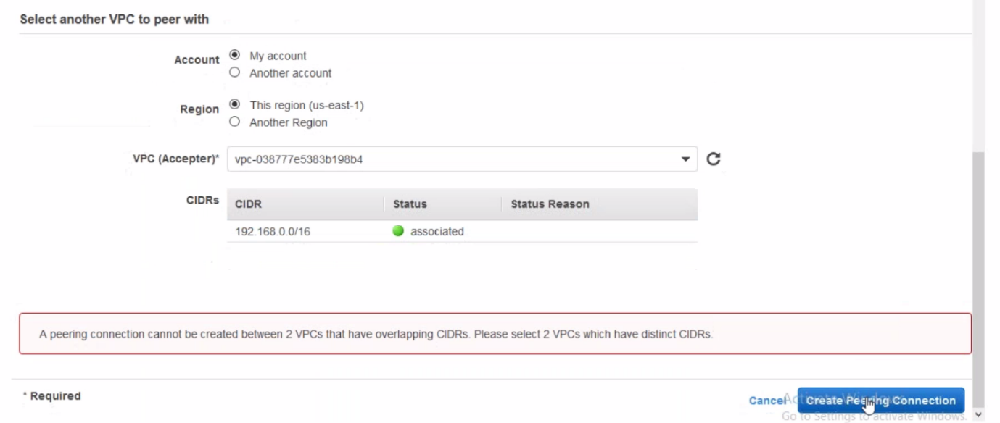 Select another VPC to peer with
Account
My account
Another account
Region
This region (us-east-1)
Another Region
VPC (Accepter)*
vpc-038777e5383b198b4
CIDRs
CIDR Status Status Reason
192.168.0.0/16 associated
A peering connection cannot be created between 2 VPCs that have overlapping CIDRs. Please select 2 VPCs which have distinct CIDRs.
* Required
Cancel
Create Peering Connection
Activate Windows
Go to Settings to activate Windows.